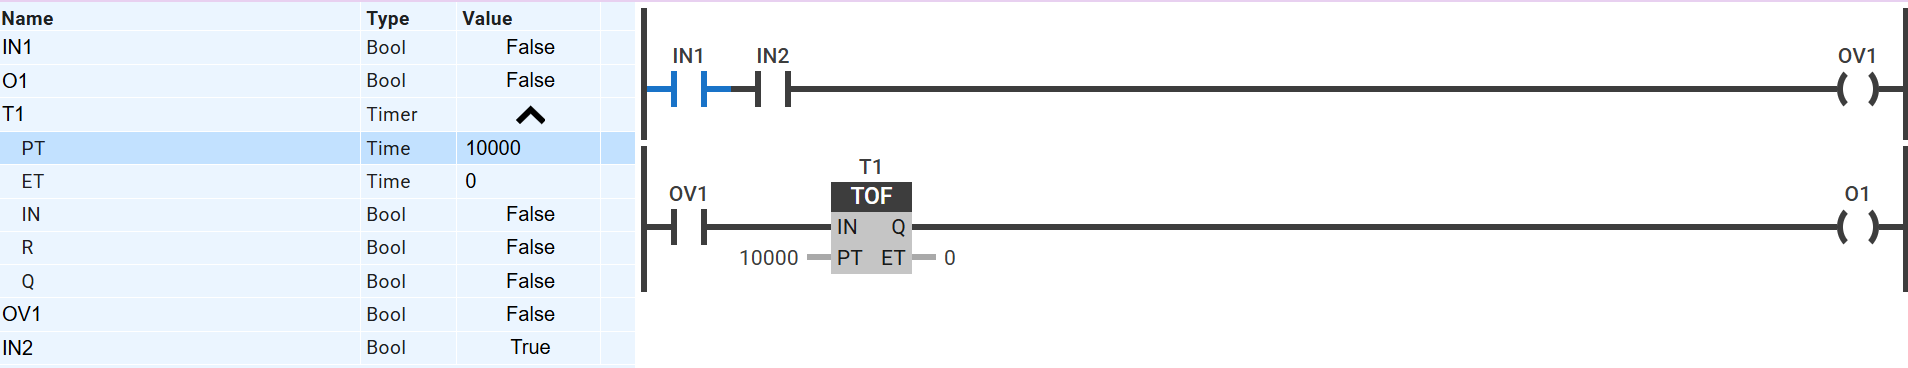 Name Type Value
IN1 Bool False
O1 Bool False
T1 Timer
PT Time 10000
ET Time 0
IN Bool False
R Bool False
Q Bool False
OV1 Bool False
IN2 Bool True
IN1 IN2 OV1
T1
OV1 TOF O1
IN Q
10000 PT ET 0